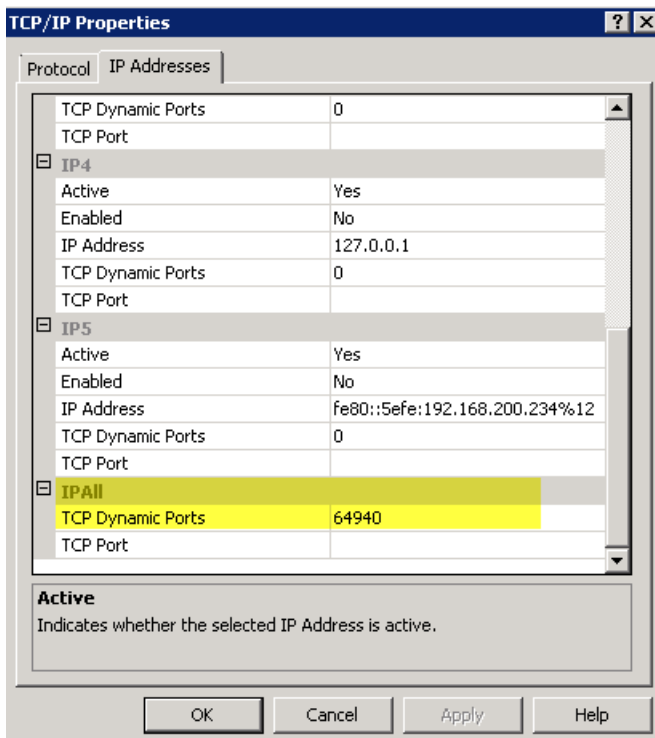 TCP/IP Properties
Protocol IP Addresses
TCP Dynamic Ports 0
TCP Port
IP4
Active Yes
Enabled No
IP Address 127.0.0.1
TCP Dynamic Ports 0
TCP Port
IP5
Active Yes
Enabled No
IP Address fe80::5efe:192.168.200.234%12
TCP Dynamic Ports 0
TCP Port
IPAll
TCP Dynamic Ports 64940
TCP Port
Active
Indicates whether the selected IP Address is active.
OK Cancel Apply Help